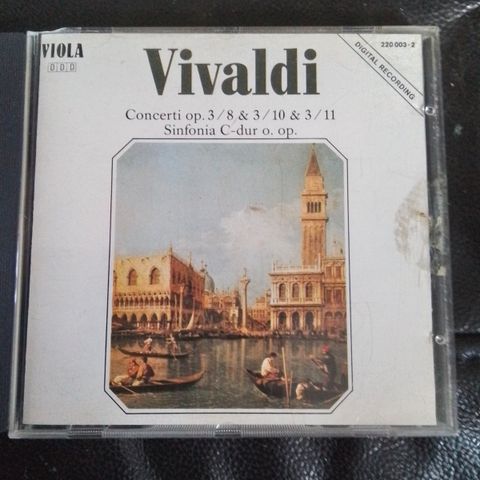 VIOLA
DDD
Vivaldi
220 003-2
DIGITAL RECORDING
Concerti op. 3/8 & 3/10 & 3/11
Sinfonia C-dur o. op.